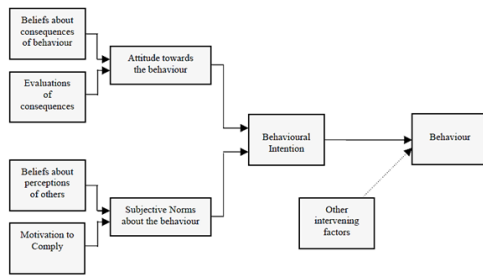 Beliefs about
consequences
of behaviour
Evaluations
of
consequences
Attitude towards
the behaviour
Behavioural
Intention
Behaviour
Beliefs about
perceptions
of others
Motivation to
Comply
Subjective Norms
about the behaviour
Other
intervening
factors